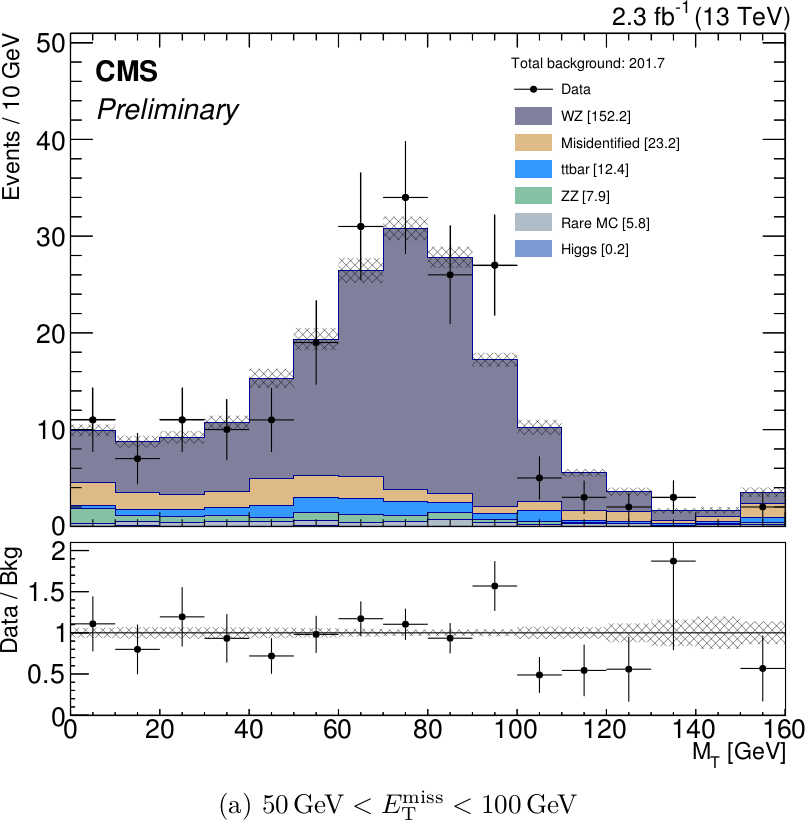 2.3 fb-1 (13 TeV)
Events / 10 GeV
50
40
30
20
10
0
CMS
Preliminary
Total background: 201.7
Data
WZ [152.2]
Misidentified [23.2]
ttbar [12.4]
ZZ [7.9]
Rare MC [5.8]
Higgs [0.2]
Data / Bkg
2
1.5
1
0.5
0
0 20 40 60 80 100 120 140 160
MT [GeV]
(a) 50 GeV < ETmiss < 100 GeV